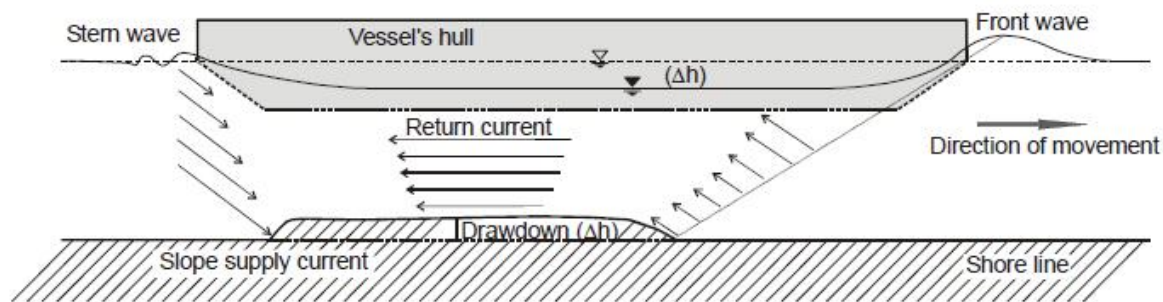 Stern wave
Front wave
Vessel's hull
(Δh)
Return current
Direction of movement
Drawdown (Δh)
Slope supply current
Shore line